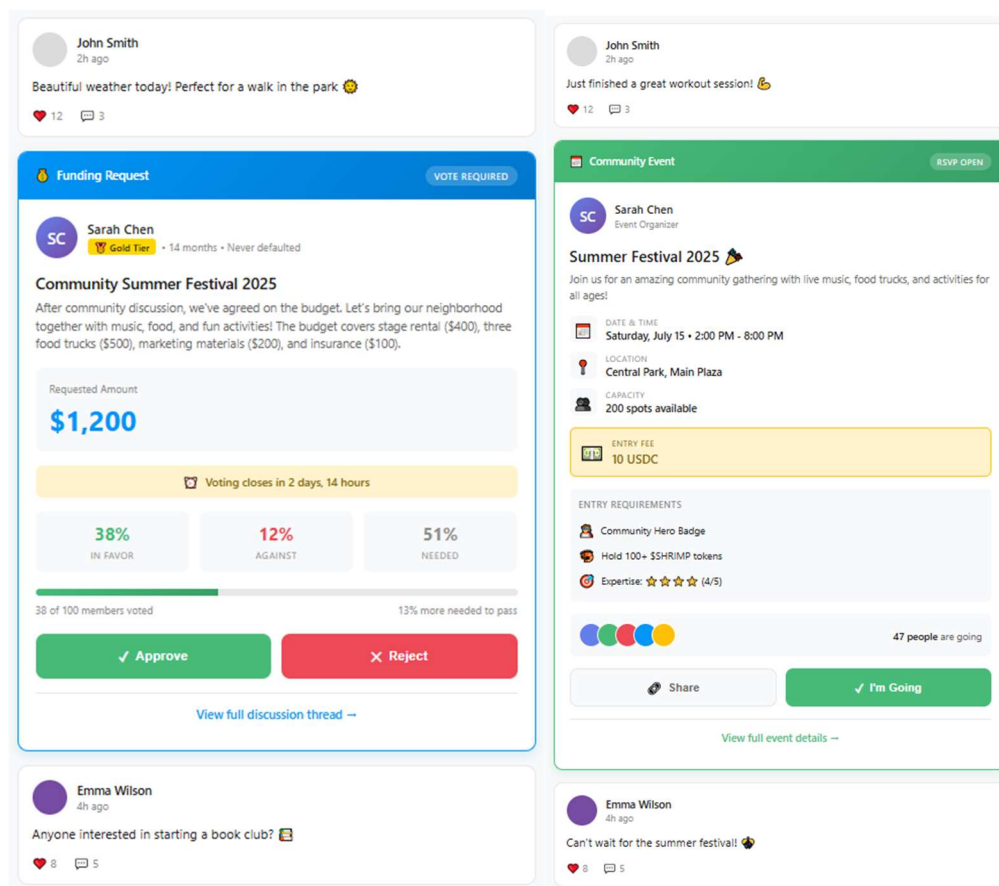 John Smith
2h ago
Beautiful weather today! Perfect for a walk in the park 🌞
❤️ 12 💬 3
Funding Request
VOTE REQUIRED
SC
Sarah Chen
Gold Tier • 14 months • Never defaulted
Community Summer Festival 2025
After community discussion, we've agreed on the budget. Let's bring our neighborhood
together with music, food, and fun activities! The budget covers stage rental ($400), three
food trucks ($500), marketing materials ($200), and insurance ($100).
Requested Amount
$1,200
Voting closes in 2 days, 14 hours
38%
IN FAVOR
12%
AGAINST
51%
NEEDED
38 of 100 members voted
13% more needed to pass
✓ Approve
✕ Reject
View full discussion thread →
Emma Wilson
4h ago
Anyone interested in starting a book club? 📚
❤️ 8 💬 5
John Smith
2h ago
Just finished a great workout session! 💪
❤️ 12 💬 3
Community Event
RSVP OPEN
SC
Sarah Chen
Event Organizer
Summer Festival 2025 🎉
Join us for an amazing community gathering with live music, food trucks, and activities for
all ages!
DATE & TIME
Saturday, July 15 • 2:00 PM - 8:00 PM
LOCATION
Central Park, Main Plaza
CAPACITY
200 spots available
ENTRY FEE
10 USDC
ENTRY REQUIREMENTS
Community Hero Badge
Hold 100+ $SHRIMP tokens
Expertise: ⭐⭐⭐⭐ (4/5)
47 people are going
Share
✓ I'm Going
View full event details →
Emma Wilson
4h ago
Can't wait for the summer festival!
❤️ 8 💬 5